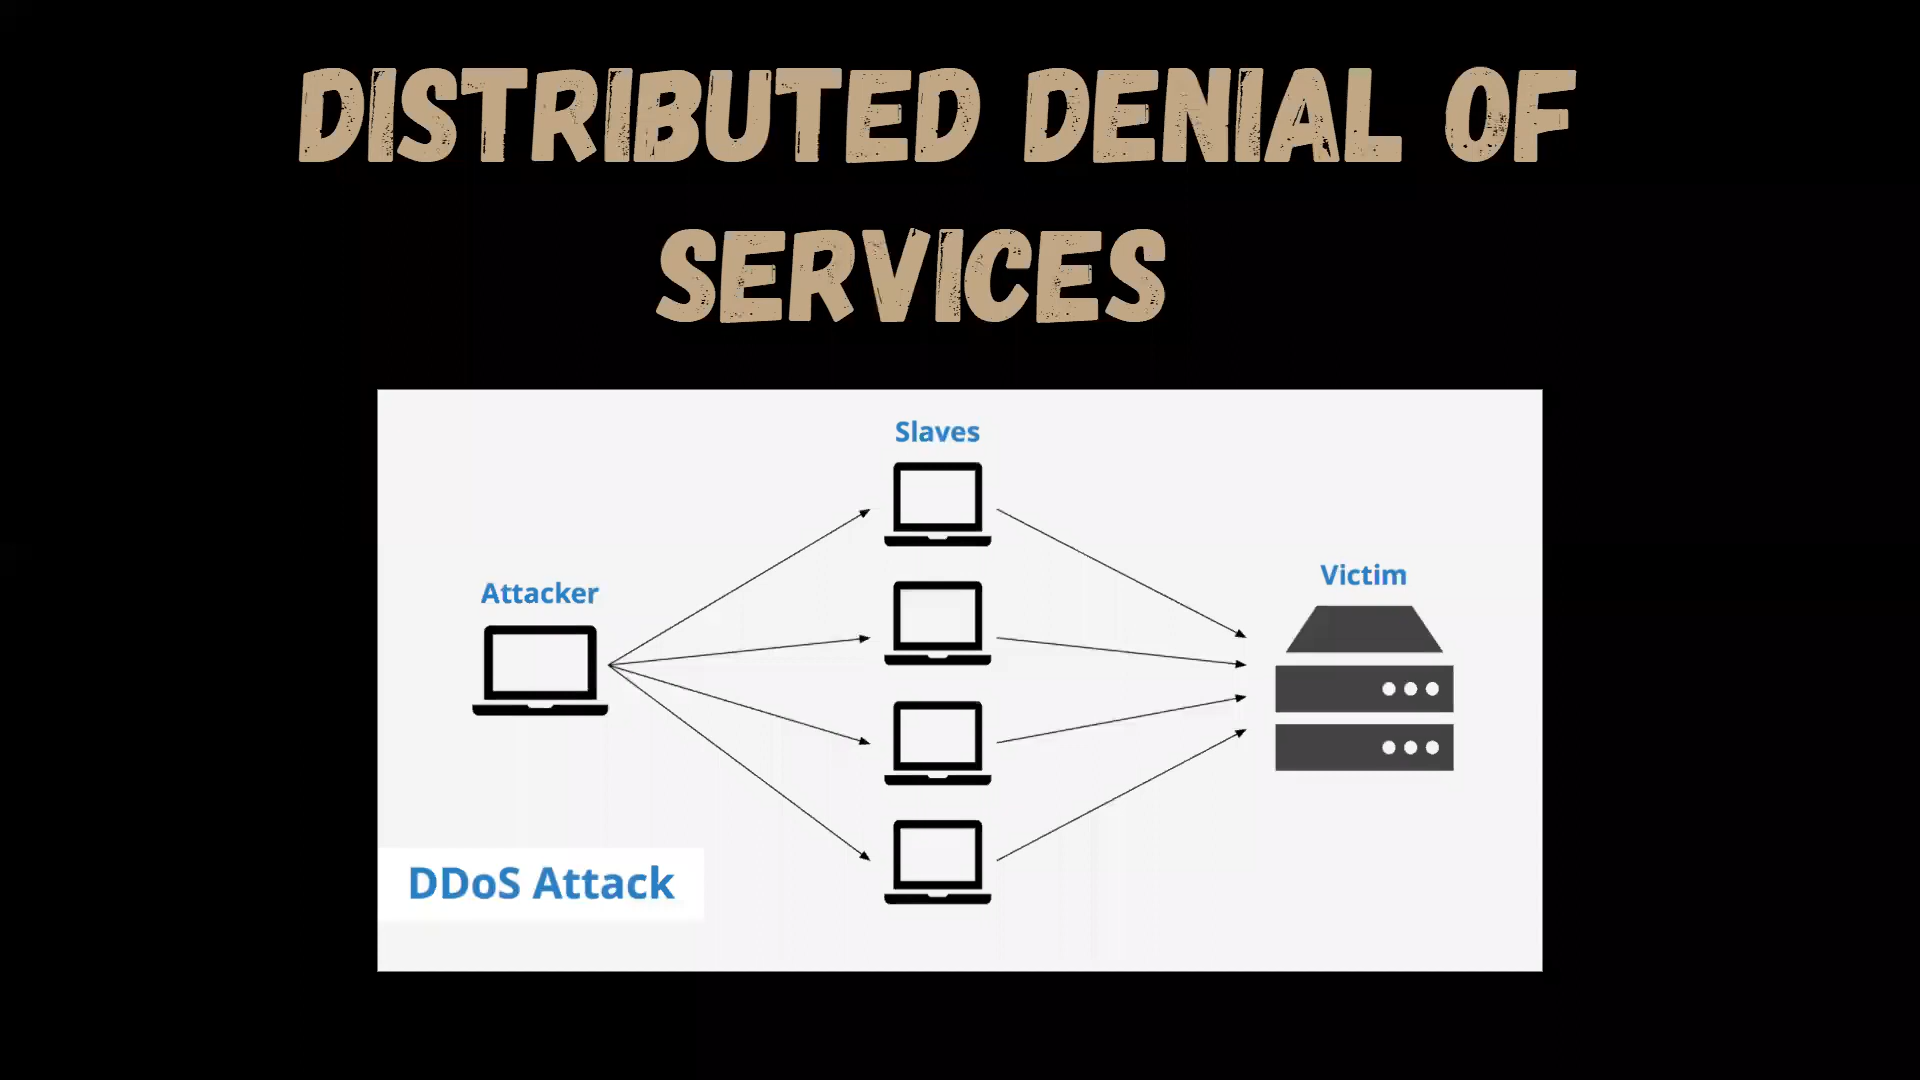 DISTRIBUTED DENIAL OF
SERVICES
Slaves
Attacker
Victim
DDoS Attack